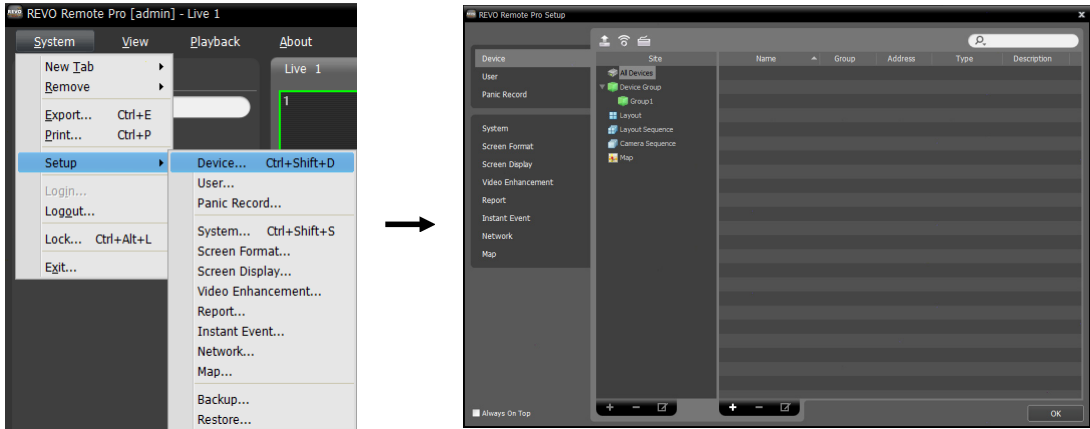 REVO Remote Pro [admin] - Live 1
System View Playback About
New Tab
Remove
Export... Ctrl+E
Print... Ctrl+P
Setup
Login...
Logout...
Lock... Ctrl+Alt+L
Exit...
Live 1
1
Device... Ctrl+Shift+D
User...
Panic Record...
System... Ctrl+Shift+S
Screen Format...
Screen Display...
Video Enhancement...
Report...
Instant Event...
Network...
Map...
Backup...
Restore...
REVO Remote Pro Setup
Device
User
Panic Record
System
Screen Format
Screen Display
Video Enhancement
Report
Instant Event
Network
Map
Always On Top
Site
All Devices
Device Group
Group1
Layout
Layout Sequence
Camera Sequence
Map
Name Group Address Type Description
OK